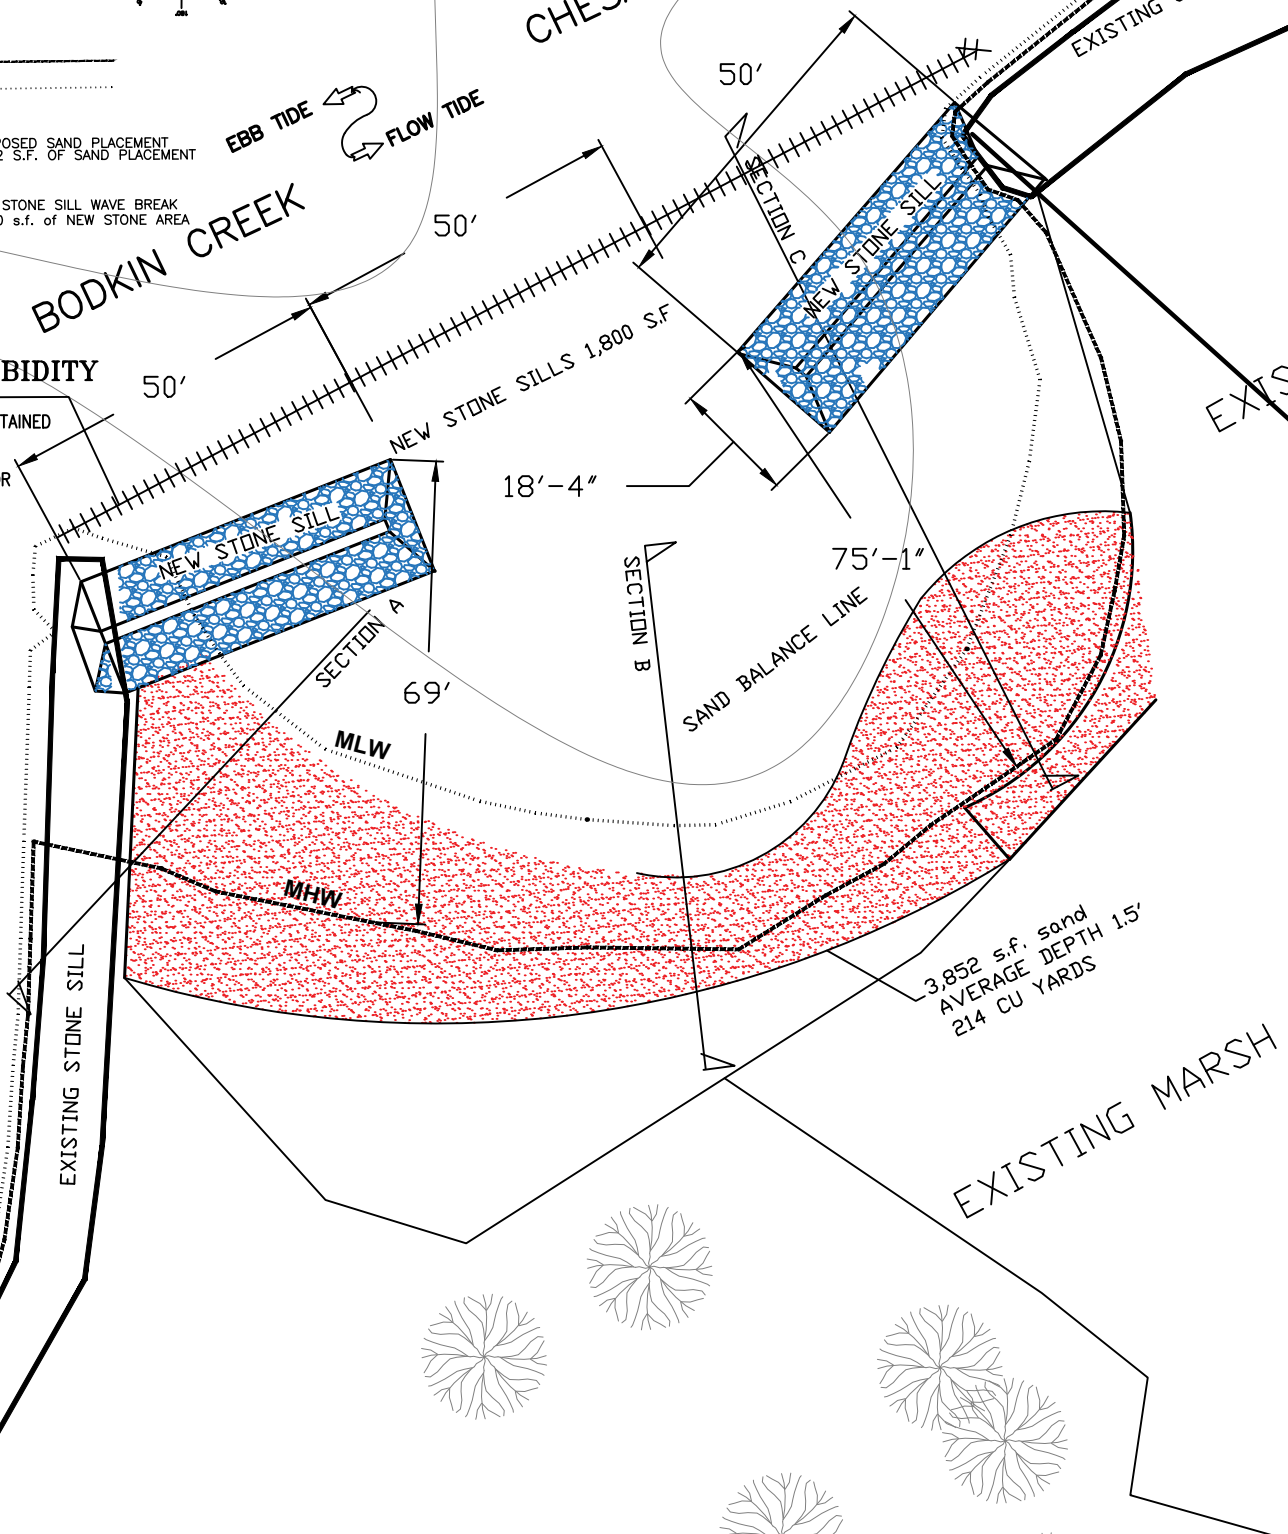 CHES
50'
EXISTING
EBB TIDE
FLOW TIDE
POSED SAND PLACEMENT
2 S.F. OF SAND PLACEMENT
STONE SILL WAVE BREAK
0 s.f. of NEW STONE AREA
BODKIN CREEK
50'
SECTION C
NEW STONE SILL
BIDITY
50'
TAINED
OR
NEW STONE SILLS 1,800 S.F
EXIS
18'-4"
NEW STONE SILL
75'-1"
SECTION B
SECTION A
SAND BALANCE LINE
69'
MLW
MHW
EXISTING STONE SILL
3,852 s.f. sand
AVERAGE DEPTH 1.5'
214 CU YARDS
EXISTING MARSH